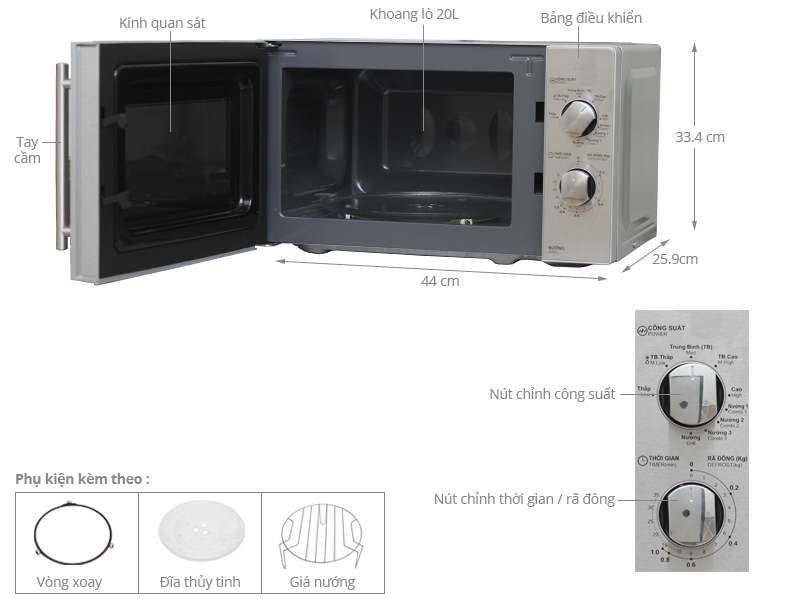 Kính quan sát
Khoang lò 20L
Bảng điều khiển
Tay
cầm
33.4 cm
25.9cm
44 cm
CÔNG SUẤT
POWER
Trung Bình (TB)
Med
TB.Thấp
M.Low
TB.Cao
M.High
Thấp
Low
Cao
High
Nướng 1
Combi.1
Nướng 2
Combi.2
Nướng 3
Combi.3
Nướng
Grill
Nút chỉnh công suất
THỜI GIAN
TIMER(min)
RÃ ĐÔNG (Kg)
DEFROST(kg)
0
0.2
0.4
0.6
0.8
1.0
Nút chỉnh thời gian / rã đông
Phụ kiện kèm theo :
Vòng xoay
Đĩa thủy tinh
Giá nướng